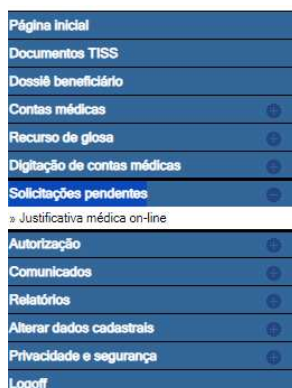 Página inicial
Documentos TISS
Dossiê beneficiário
Contas médicas
Recurso de glosa
Digitação de contas médicas
Solicitações pendentes
» Justificativa médica on-line
Autorização
Comunicados
Relatórios
Alterar dados cadastrais
Privacidade e segurança
Logoff